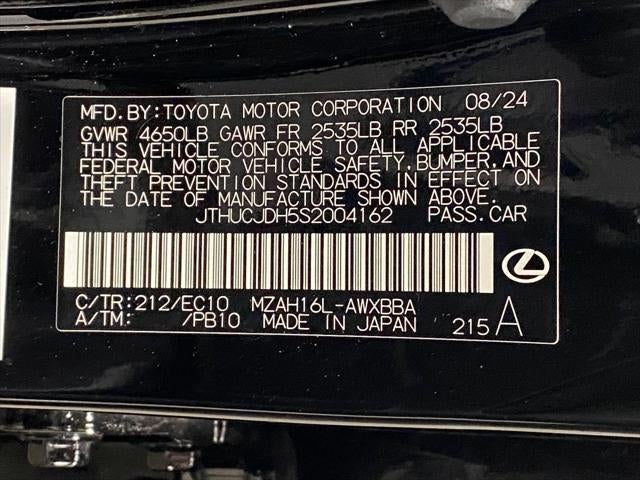 MFD.BY:TOYOTA MOTOR CORPORATION 08/24
GVWR 4650LB GAWR FR 2535LB RR 2535LB
THIS VEHICLE CONFORMS TO ALL APPLICABLE
FEDERAL MOTOR VEHICLE SAFETY,BUMPER,AND
THEFT PREVENTION STANDARDS IN EFFECT ON
THE DATE OF MANUFACTURE SHOWN ABOVE.
JTHUCJDH5S2004162 PASS.CAR
C/TR:212/EC10 MZAH16L-AWXBBA
A/TM: /PB10 MADE IN JAPAN 215 A